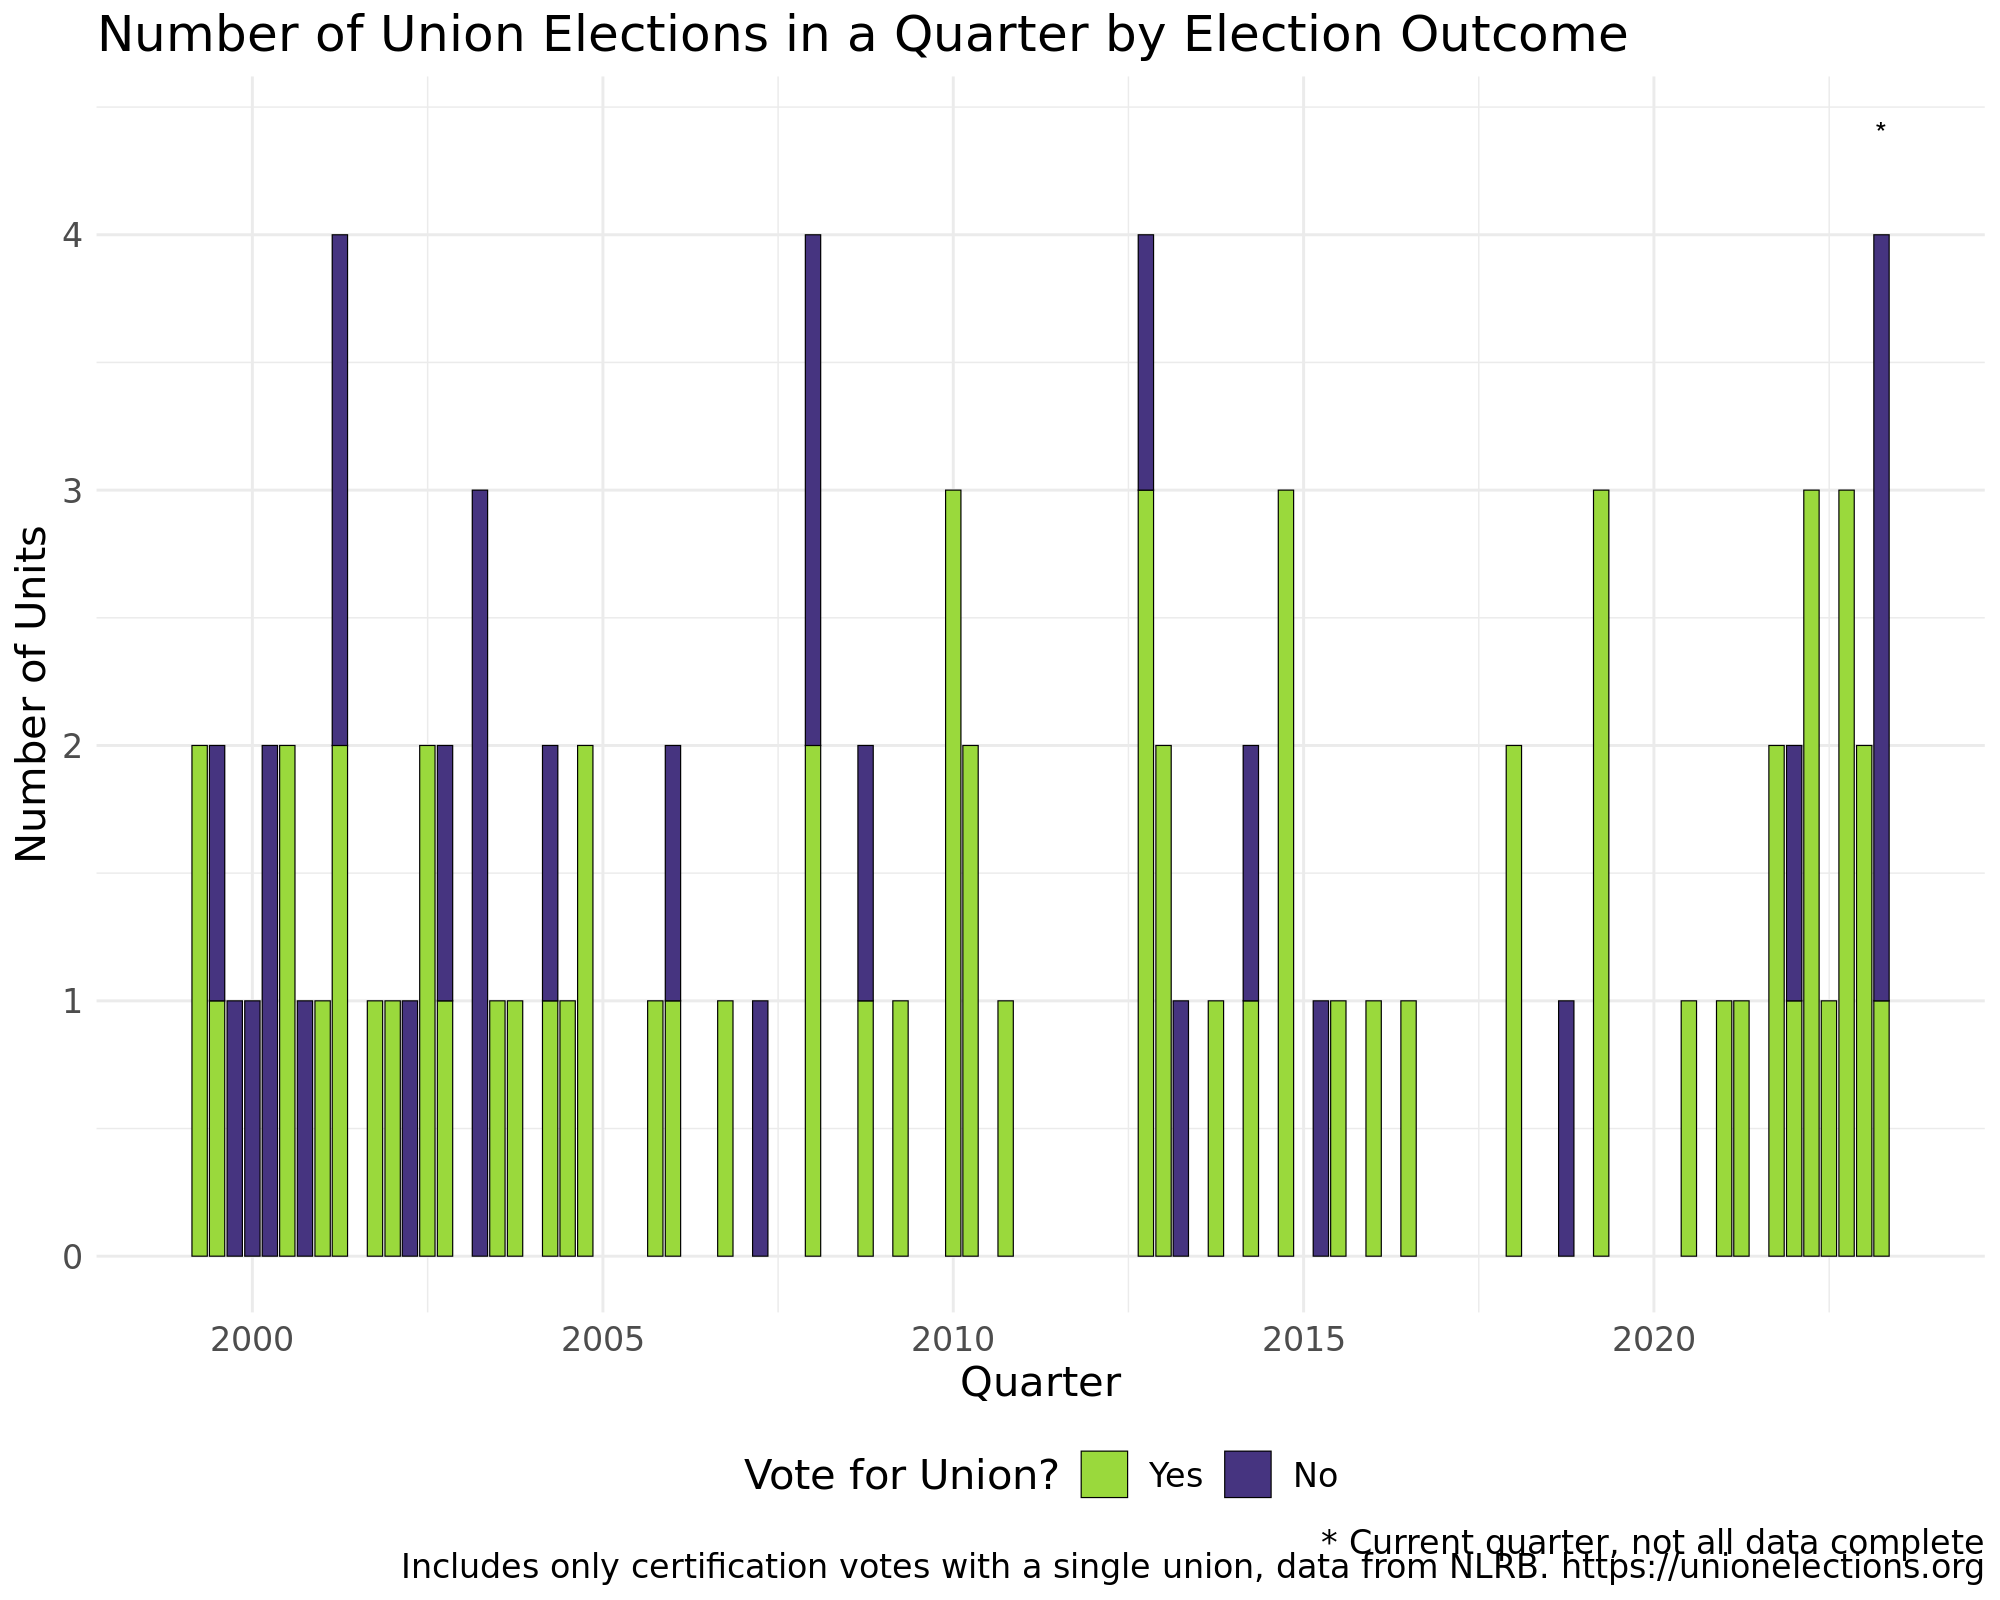 Number of Union Elections in a Quarter by Election Outcome
*
4
3
2
1
0
Number of Units
2000 2005 2010 2015 2020
Quarter
Vote for Union? Yes No
* Current quarter, not all data complete
Includes only certification votes with a single union, data from NLRB. https://unionelections.org